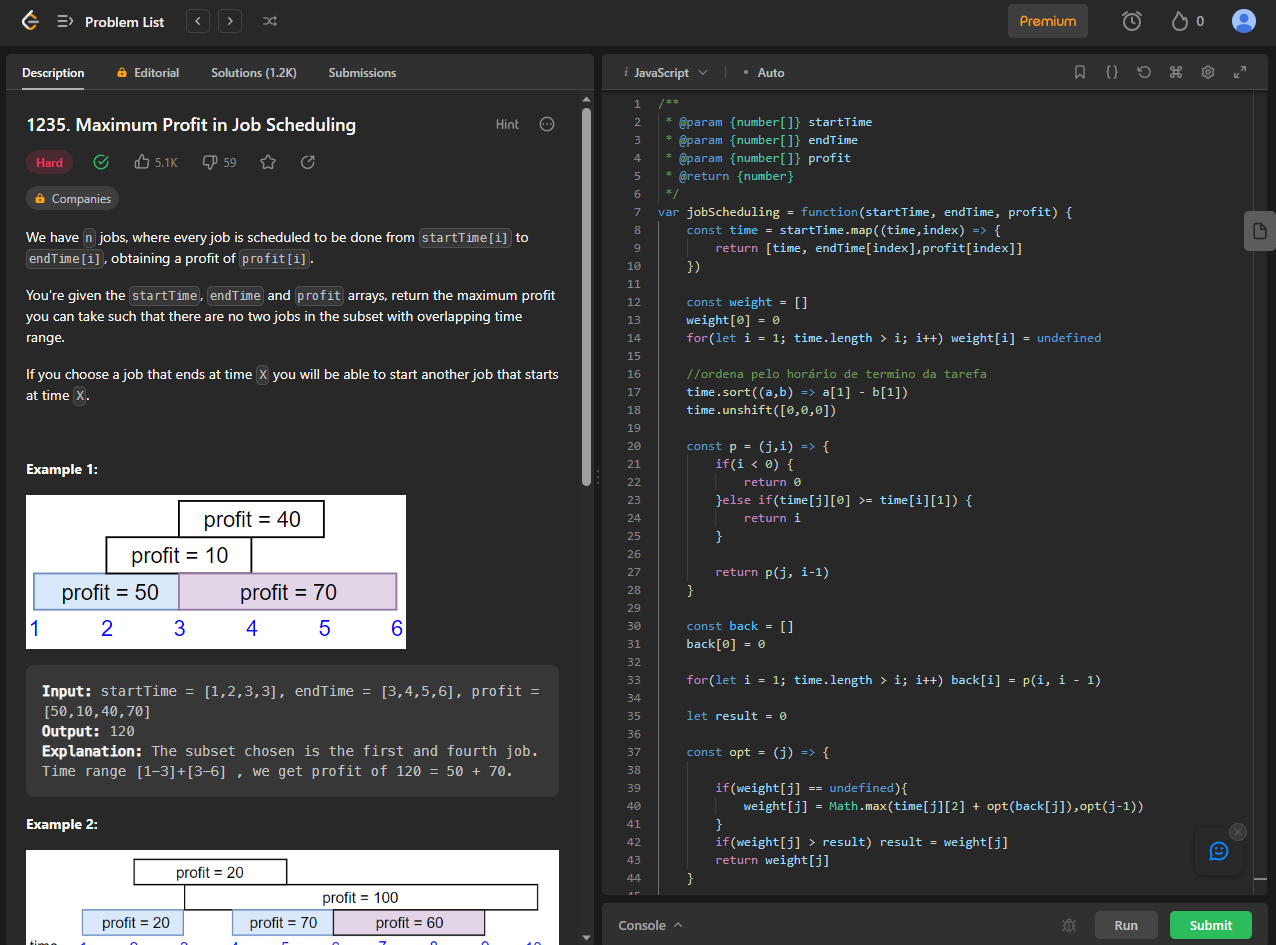 Problem List
Premium
0
Description
Editorial
Solutions (1.2K)
Submissions
1235. Maximum Profit in Job Scheduling
Hint
Hard
5.1K
59
Companies
We have n jobs, where every job is scheduled to be done from startTime[i] to
endTime[i], obtaining a profit of profit[i].
You're given the startTime, endTime and profit arrays, return the maximum profit
you can take such that there are no two jobs in the subset with overlapping time
range.
If you choose a job that ends at time X you will be able to start another job that starts
at time X.
Example 1:
profit = 40
profit = 10
profit = 50 profit = 70
1 2 3 4 5 6
Input: startTime = [1,2,3,3], endTime = [3,4,5,6], profit =
[50,10,40,70]
Output: 120
Explanation: The subset chosen is the first and fourth job.
Time range [1–3]+[3–6] , we get profit of 120 = 50 + 70.
Example 2:
profit = 20
profit = 100
profit = 20 profit = 70 profit = 60
i JavaScript
• Auto
1 /**
2 * @param {number[]} startTime
3 * @param {number[]} endTime
4 * @param {number[]} profit
5 * @return {number}
6 */
7 var jobScheduling = function(startTime, endTime, profit) {
8 const time = startTime.map((time,index) => {
9 return [time, endTime[index],profit[index]]
10 })
11
12 const weight = []
13 weight[0] = 0
14 for(let i = 1; time.length > i; i++) weight[i] = undefined
15
16 //ordena pelo horário de termino da tarefa
17 time.sort((a,b) => a[1] - b[1])
18 time.unshift([0,0,0])
19
20 const p = (j,i) => {
21 if(i < 0) {
22 return 0
23 }else if(time[j][0] >= time[i][1]) {
24 return i
25 }
26
27 return p(j, i-1)
28 }
29
30 const back = []
31 back[0] = 0
32
33 for(let i = 1; time.length > i; i++) back[i] = p(i, i - 1)
34
35 let result = 0
36
37 const opt = (j) => {
38
39 if(weight[j] == undefined){
40 weight[j] = Math.max(time[j][2] + opt(back[j]),opt(j-1))
41 }
42 if(weight[j] > result) result = weight[j]
43 return weight[j]
44 }
Console
Run
Submit